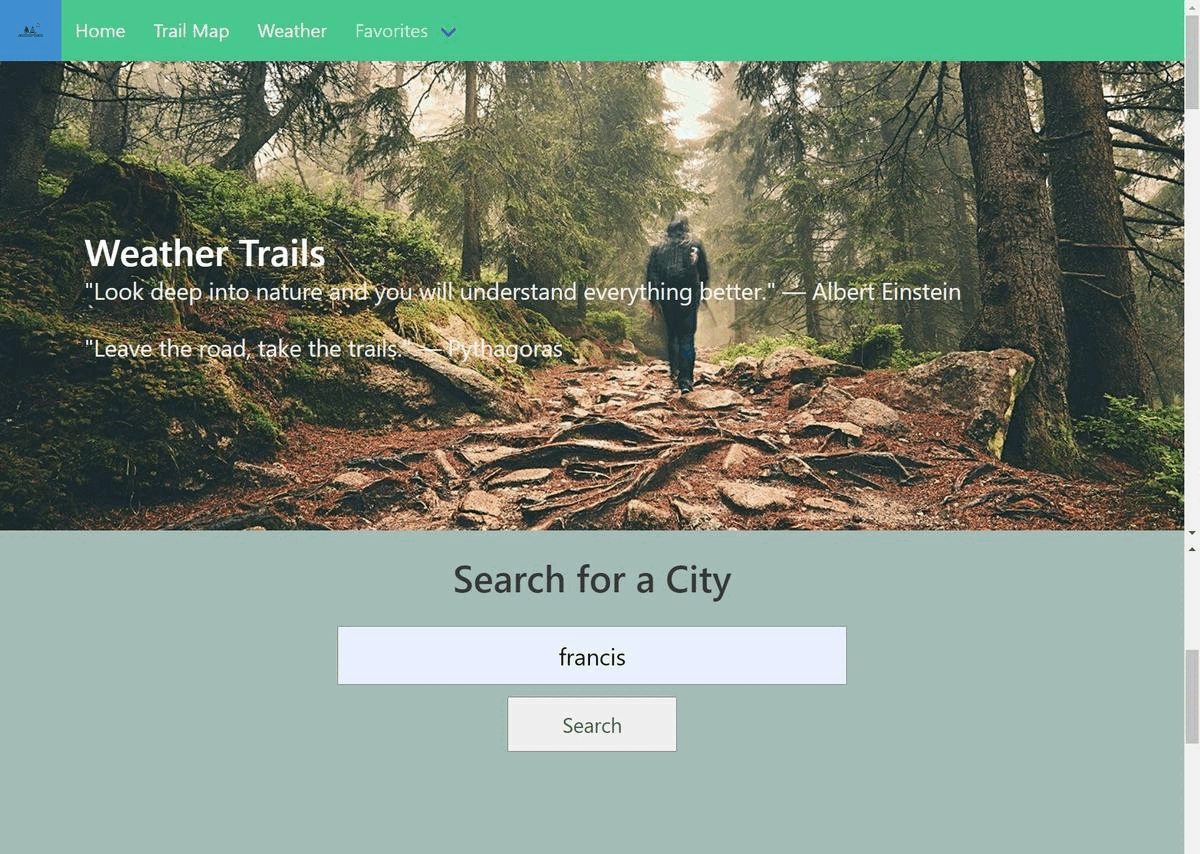 Home Trail Map Weather Favorites
Weather Trails
"Look deep into nature and you will understand everything better." — Albert Einstein
"Leave the road, take the trails." — Pythagoras
Search for a City
francis
Search